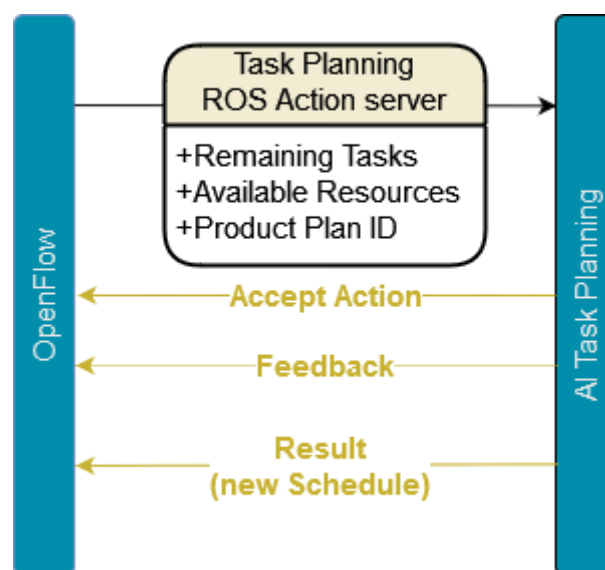 Task Planning
ROS Action server
+Remaining Tasks
+Available Resources
+Product Plan ID
OpenFlow
AI Task Planning
Accept Action
Feedback
Result
(new Schedule)